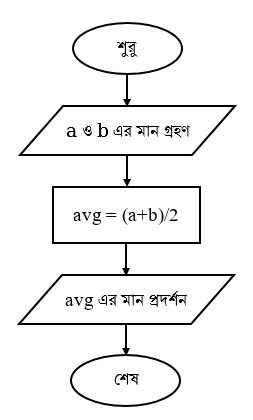 শুরু
a ও b এর মান গ্রহণ
avg = (a+b)/2
avg এর মান প্রদর্শন
শেষ